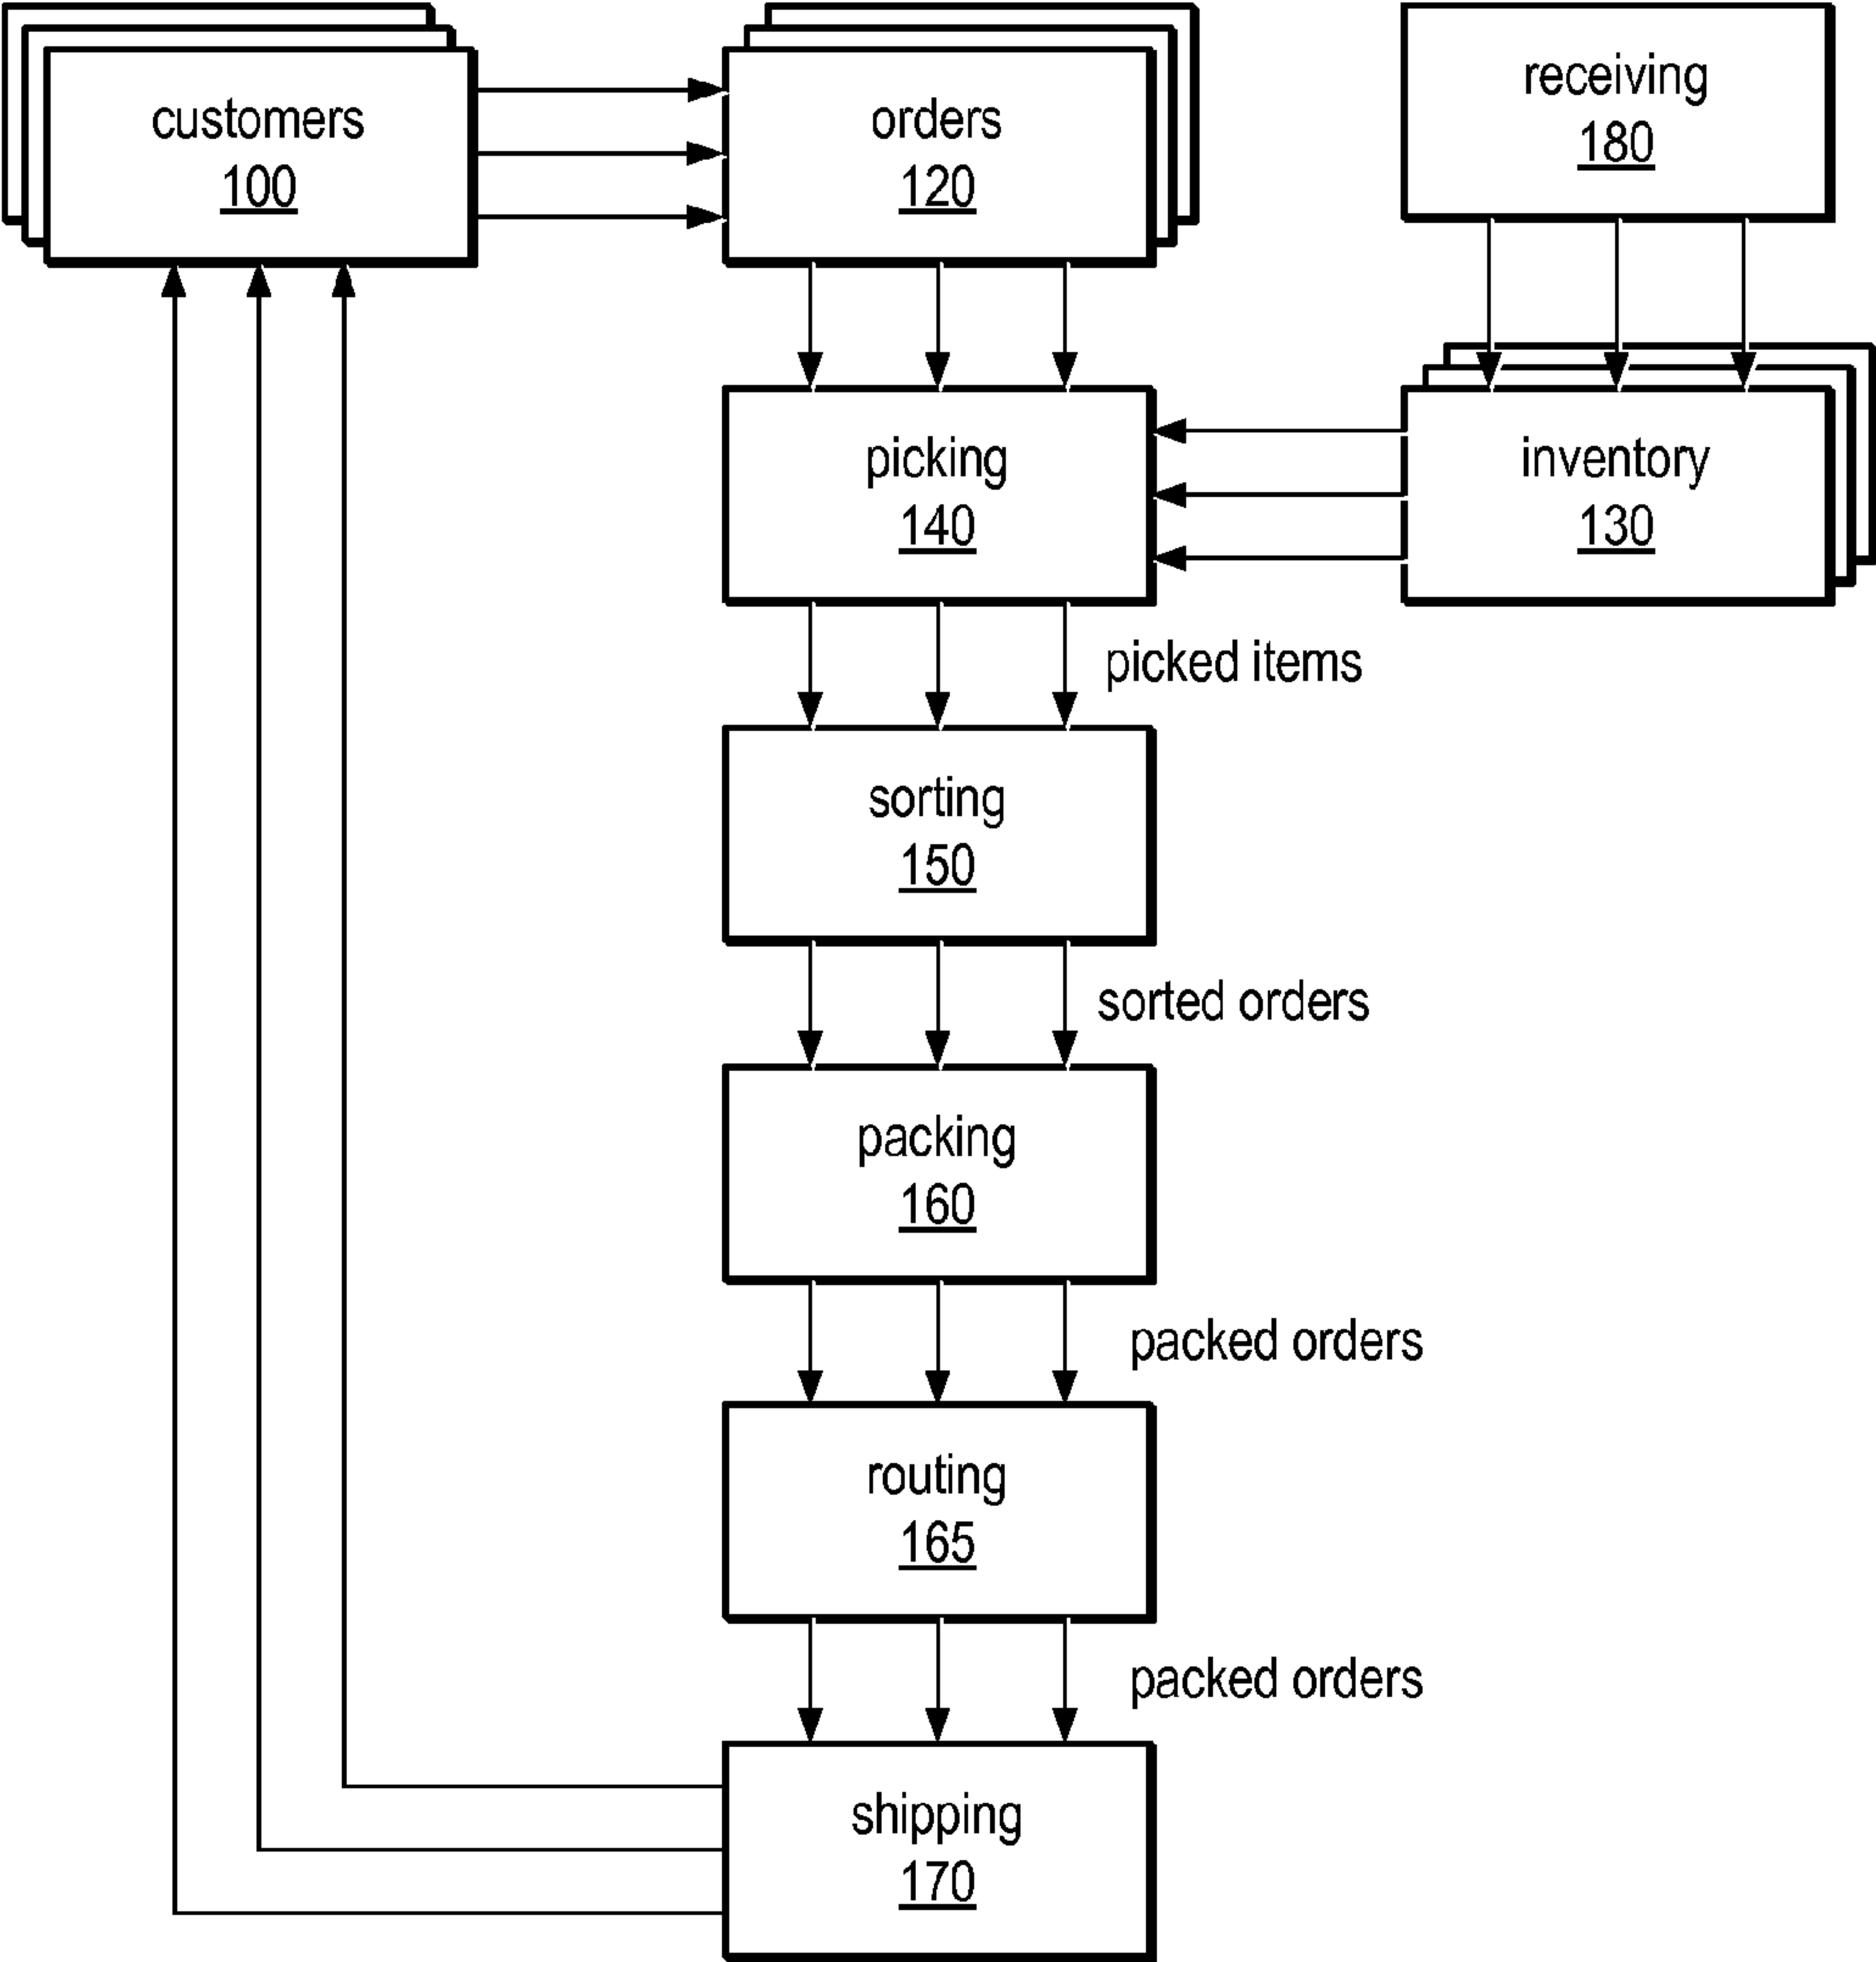 customers
100
orders
120
receiving
180
picking
140
inventory
130
picked items
sorting
150
sorted orders
packing
160
packed orders
routing
165
packed orders
shipping
170